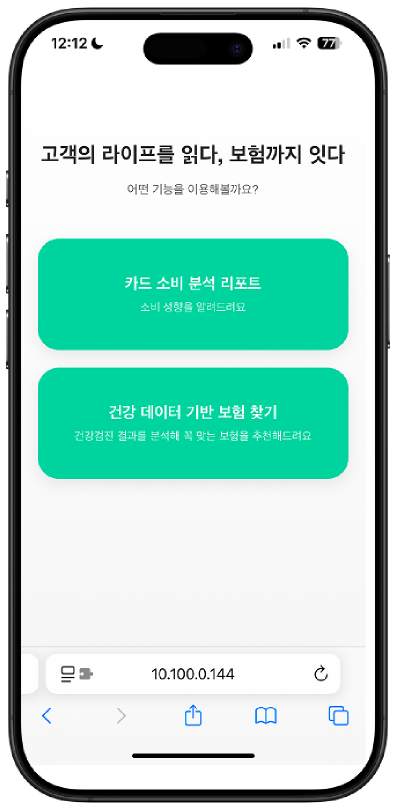 12:12
77
고객의 라이프를 읽다, 보험까지 잇다
어떤 기능을 이용해볼까요?
카드 소비 분석 리포트
소비 성향을 알려드려요
건강 데이터 기반 보험 찾기
건강검진 결과를 분석해 꼭 맞는 보험을 추천해드려요
10.100.0.144